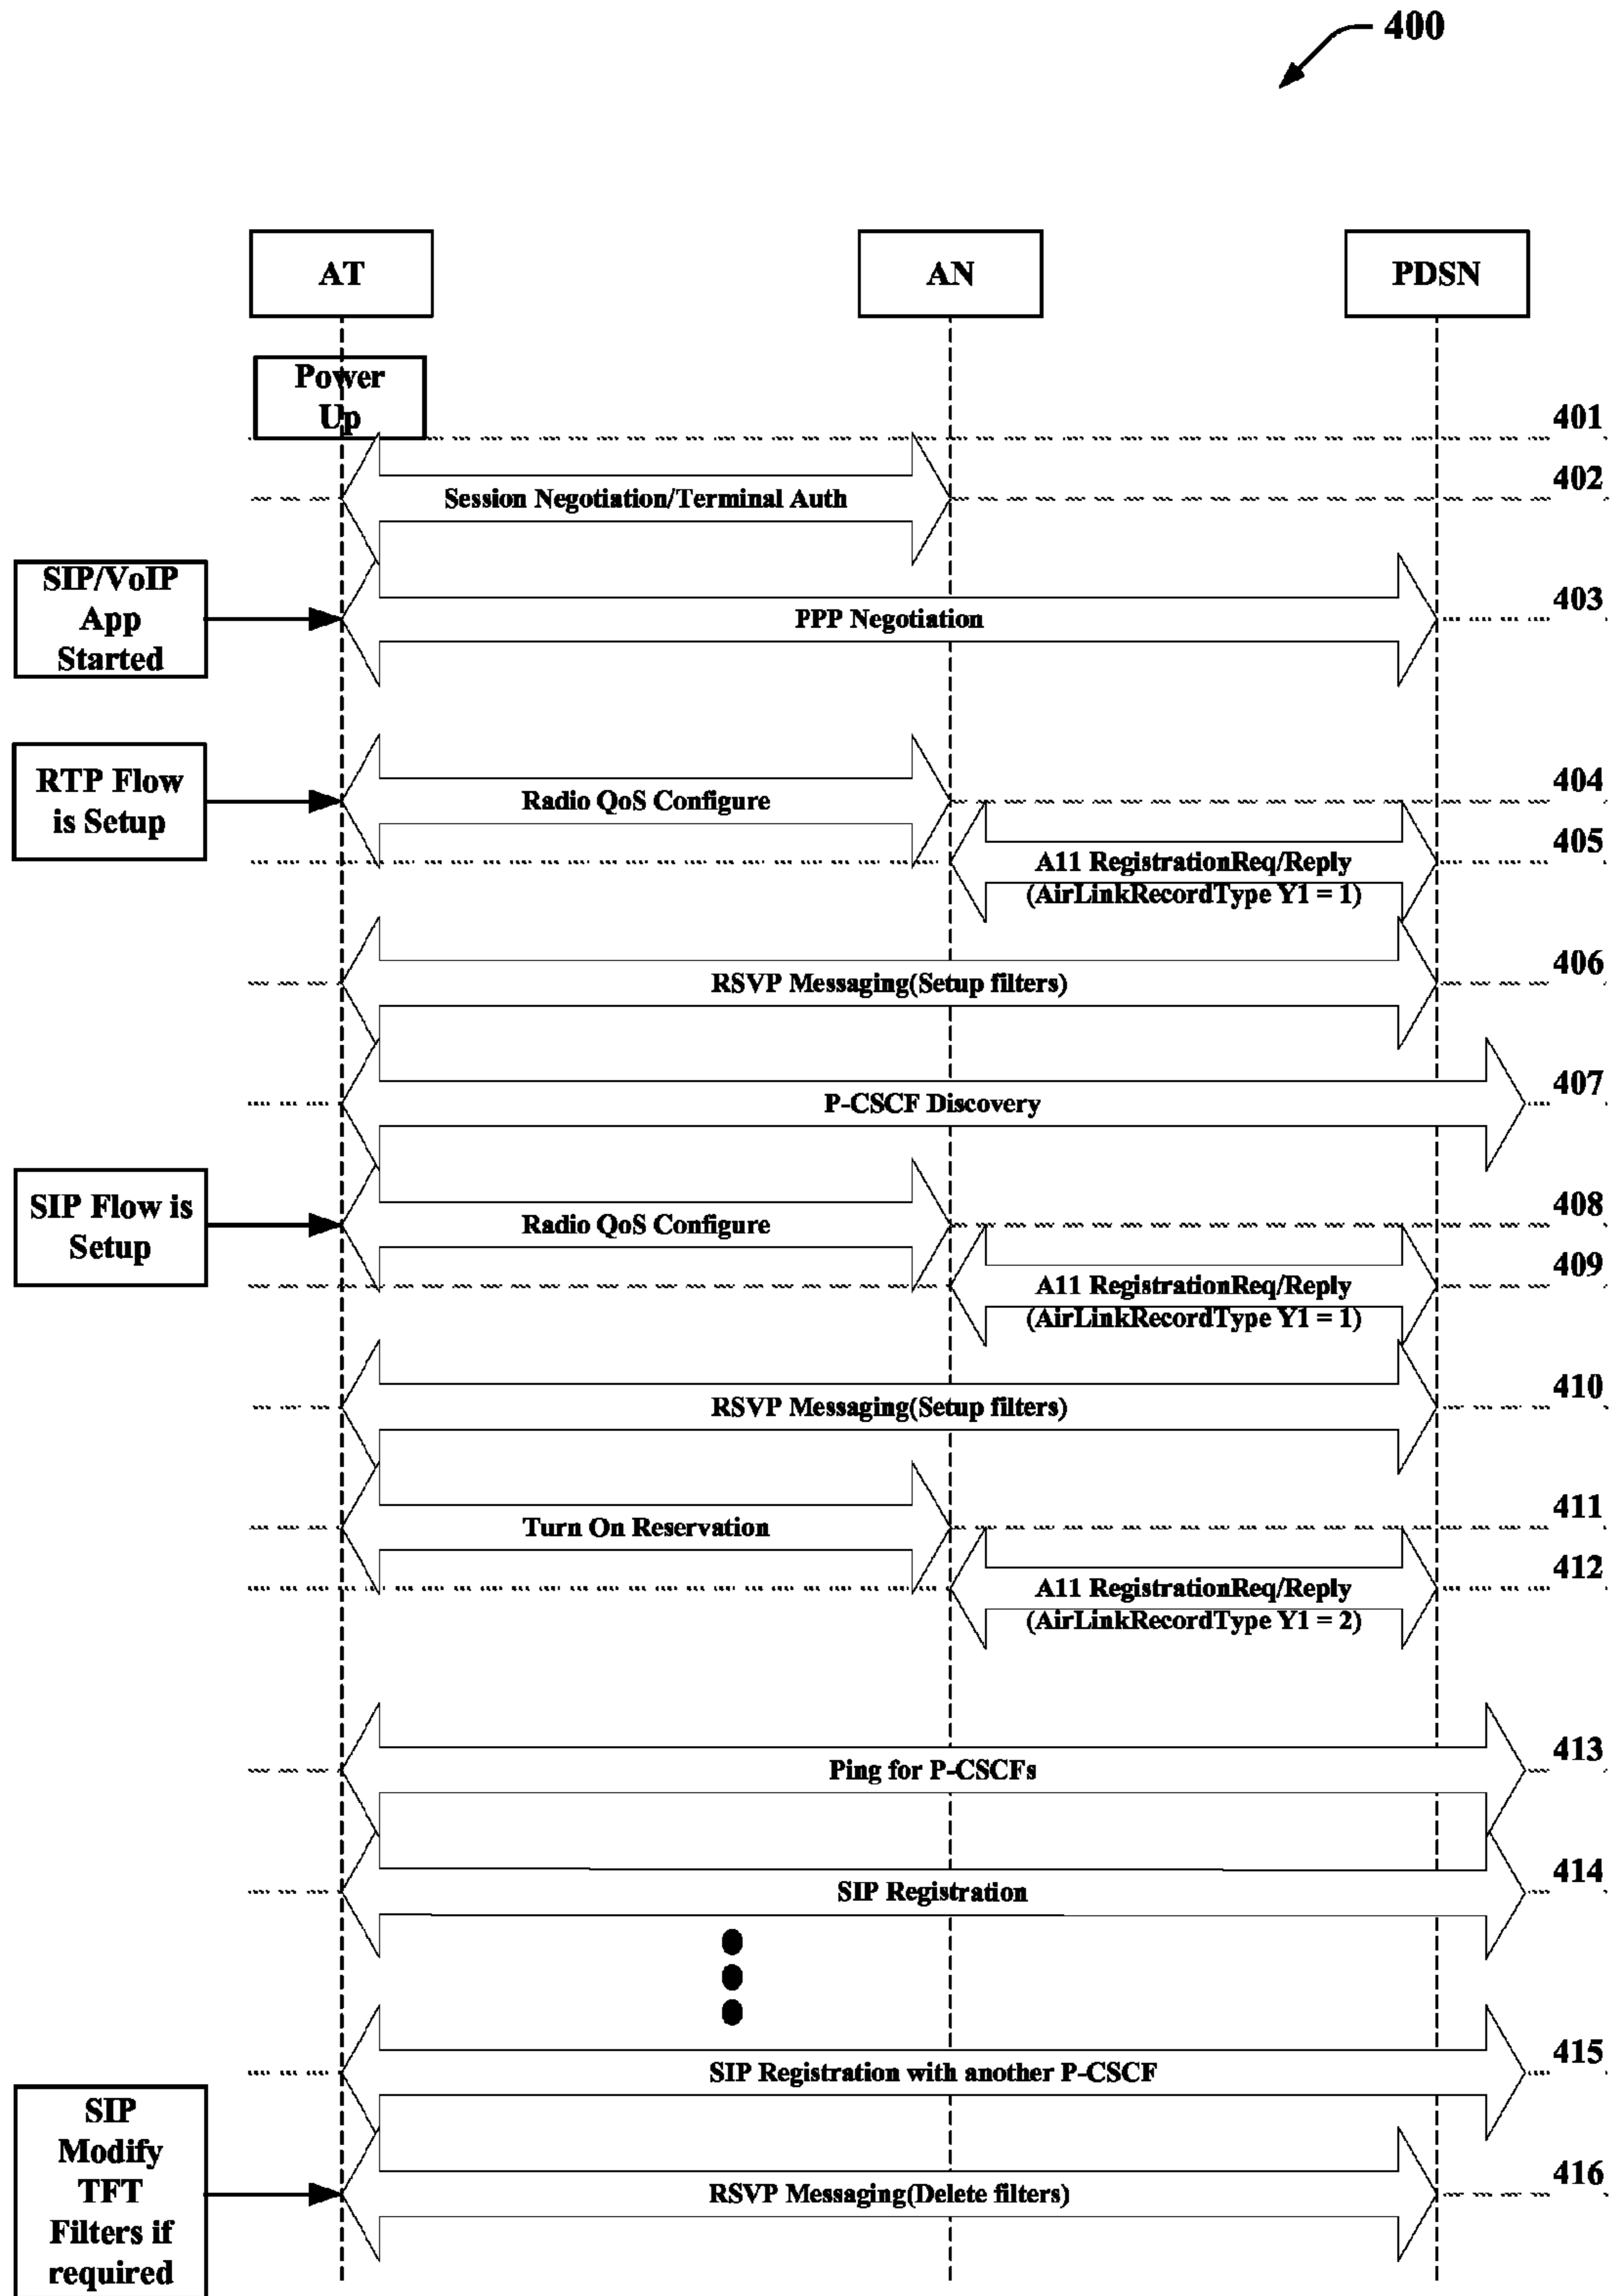 400
AT
AN
PDSN
Power
Up
401
Session Negotiation/Terminal Auth
402
SIP/VoIP
App
Started
PPP Negotiation
403
RTP Flow
is Setup
Radio QoS Configure
404
A11 RegistrationReq/Reply
(AirLinkRecordType Y1 = 1)
405
RSVP Messaging(Setup filters)
406
P-CSCF Discovery
407
SIP Flow is
Setup
Radio QoS Configure
408
A11 RegistrationReq/Reply
(AirLinkRecordType Y1 = 1)
409
RSVP Messaging(Setup filters)
410
Turn On Reservation
411
A11 RegistrationReq/Reply
(AirLinkRecordType Y1 = 2)
412
Ping for P-CSCFs
413
SIP Registration
414
SIP Registration with another P-CSCF
415
SIP
Modify
TFT
Filters if
required
RSVP Messaging(Delete filters)
416